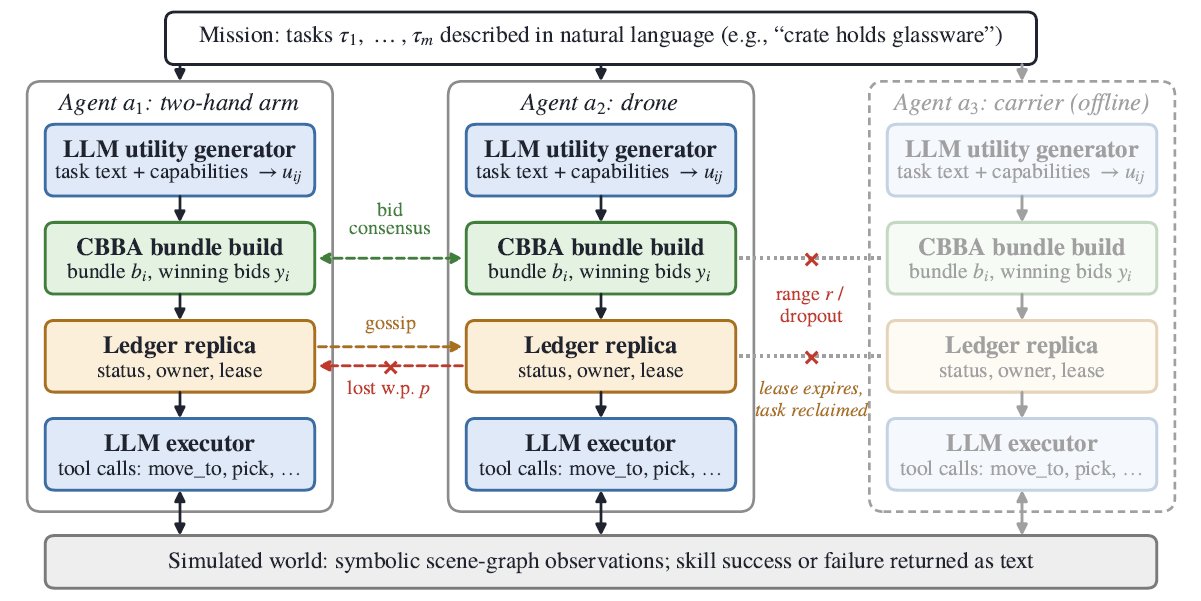 Mission: tasks τ1, … , τm described in natural language (e.g., “crate holds glassware”)
Agent a1: two-hand arm
LLM utility generator
task text + capabilities → uij
CBBA bundle build
bundle bi, winning bids yi
Ledger replica
status, owner, lease
LLM executor
tool calls: move_to, pick, …
bid
consensus
gossip
lost w.p. p
Agent a2: drone
LLM utility generator
task text + capabilities → uij
CBBA bundle build
bundle bi, winning bids yi
Ledger replica
status, owner, lease
LLM executor
tool calls: move_to, pick, …
range r /
dropout
lease expires,
task reclaimed
Agent a3: carrier (offline)
LLM utility generator
task text + capabilities → uij
CBBA bundle build
bundle bi, winning bids yi
Ledger replica
status, owner, lease
LLM executor
tool calls: move_to, pick, …
Simulated world: symbolic scene-graph observations; skill success or failure returned as text